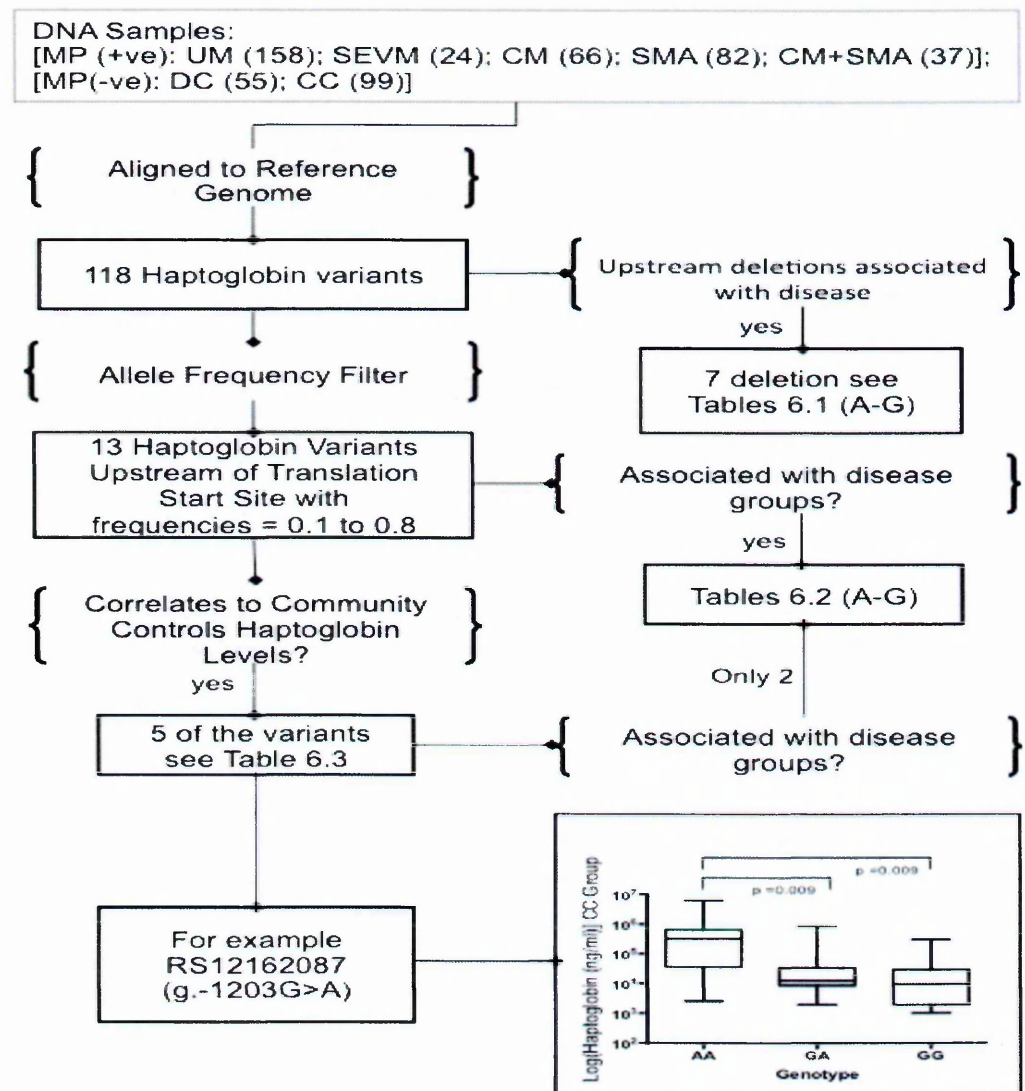 DNA Samples:
[MP (+ve): UM (158); SEVM (24); CM (66); SMA (82); CM+SMA (37)];
[MP(-ve): DC (55); CC (99)]
Aligned to Reference
Genome
118 Haptoglobin variants
Upstream deletions associated
with disease
yes
7 deletion see
Tables 6.1 (A-G)
Allele Frequency Filter
13 Haptoglobin Variants
Upstream of Translation
Start Site with
frequencies = 0.1 to 0.8
Associated with disease
groups?
yes
Tables 6.2 (A-G)
Correlates to Community
Controls Haptoglobin
Levels?
yes
Only 2
5 of the variants
see Table 6.3
Associated with disease
groups?
For example
RS12162087
(g.-1203G>A)
Log(Haptoglobin (ng/ml)] CC Group
p =0.009
p =0.009
10⁷
10⁶
10⁵
10⁴
10³
10²
AA GA GG
Genotype